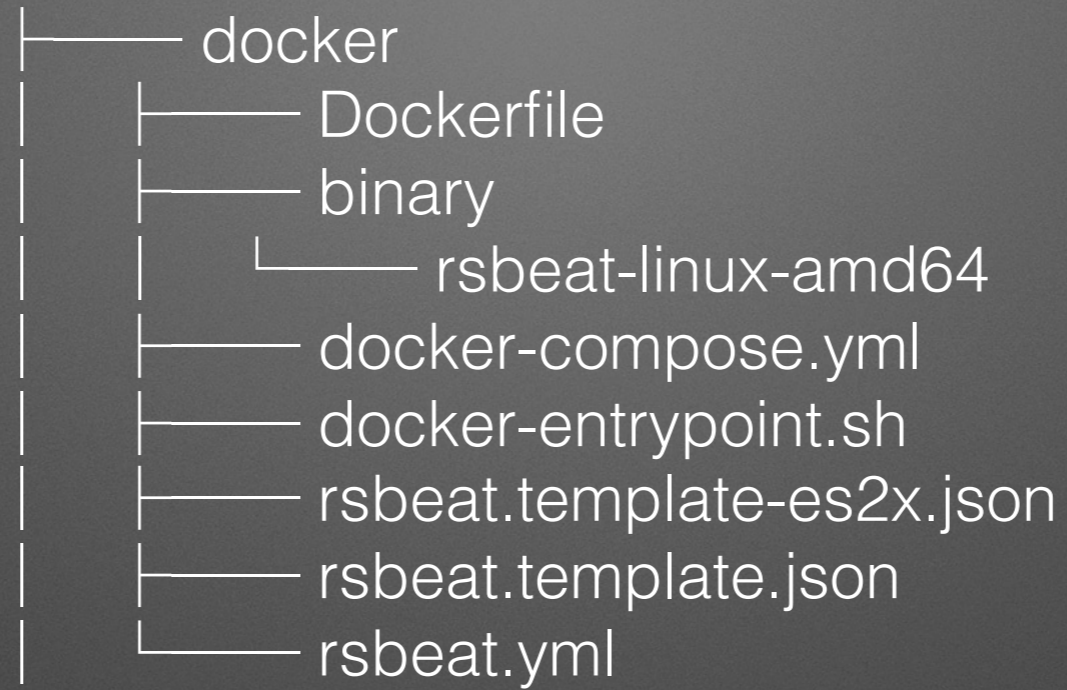 docker
Dockerfile
binary
rsbeat-linux-amd64
docker-compose.yml
docker-entrypoint.sh
rsbeat.template-es2x.json
rsbeat.template.json
rsbeat.yml